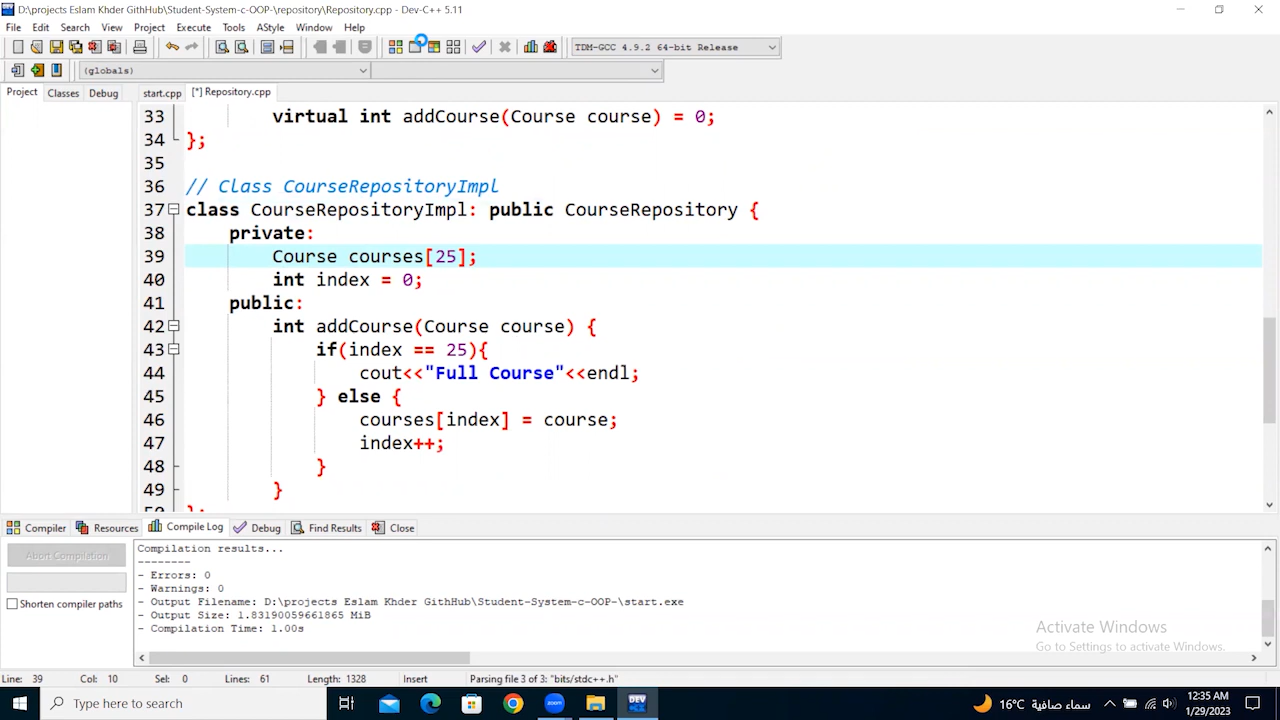 D:\projects Eslam Khder GithHub\Student-System-c-OOP-\repository\Repository.cpp - Dev-C++ 5.11
File Edit Search View Project Execute Tools AStyle Window Help
TDM-GCC 4.9.2 64-bit Release
(globals)
Project Classes Debug start.cpp [*] Repository.cpp
33 virtual int addCourse(Course course) = 0;
34 };
35
36 // Class CourseRepositoryImpl
37 class CourseRepositoryImpl: public CourseRepository {
38 private:
39 Course courses[25];
40 int index = 0;
41 public:
42 int addCourse(Course course) {
43 if(index == 25){
44 cout<<"Full Course"<<endl;
45 } else {
46 courses[index] = course;
47 index++;
48 }
49 }
50 };
Compiler Resources Compile Log Debug Find Results Close
Abort Compilation
Shorten compiler paths
Compilation results...
--------
- Errors: 0
- Warnings: 0
- Output Filename: D:\projects Eslam Khder GitHub\Student-System-c-OOP-\start.exe
- Output Size: 1.83190059661865 MiB
- Compilation Time: 1.00s
Activate Windows
Go to Settings to activate Windows.
Line: 39 Col: 10 Sel: 0 Lines: 61 Length: 1328 Insert Parsing file 3 of 3: "bits/stdc++.h"
Type here to search
zoom
DEV
16°C سماء صافية
12:35 AM
1/29/2023